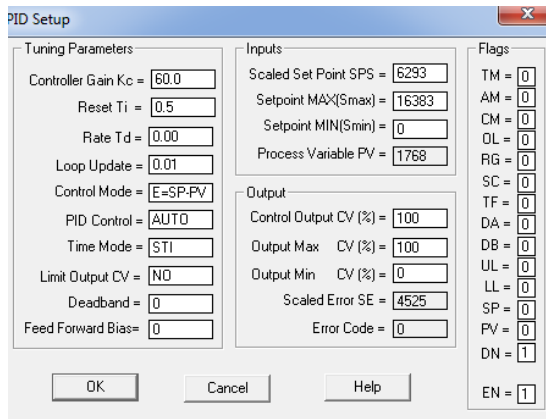 PID Setup
Tuning Parameters
Controller Gain Kc = 60.0
Reset Ti = 0.5
Rate Td = 0.00
Loop Update = 0.01
Control Mode = E=SP-PV
PID Control = AUTO
Time Mode = STI
Limit Output CV = NO
Deadband = 0
Feed Forward Bias= 0
Inputs
Scaled Set Point SPS = 6293
Setpoint MAX(Smax) = 16383
Setpoint MIN(Smin) = 0
Process Variable PV = 1768
Output
Control Output CV (%) = 100
Output Max CV (%) = 100
Output Min CV (%) = 0
Scaled Error SE = 4525
Error Code = 0
Flags
TM = 0
AM = 0
CM = 0
OL = 0
RG = 0
SC = 0
TF = 0
DA = 0
DB = 0
UL = 0
LL = 0
SP = 0
PV = 0
DN = 1
EN = 1
OK
Cancel
Help